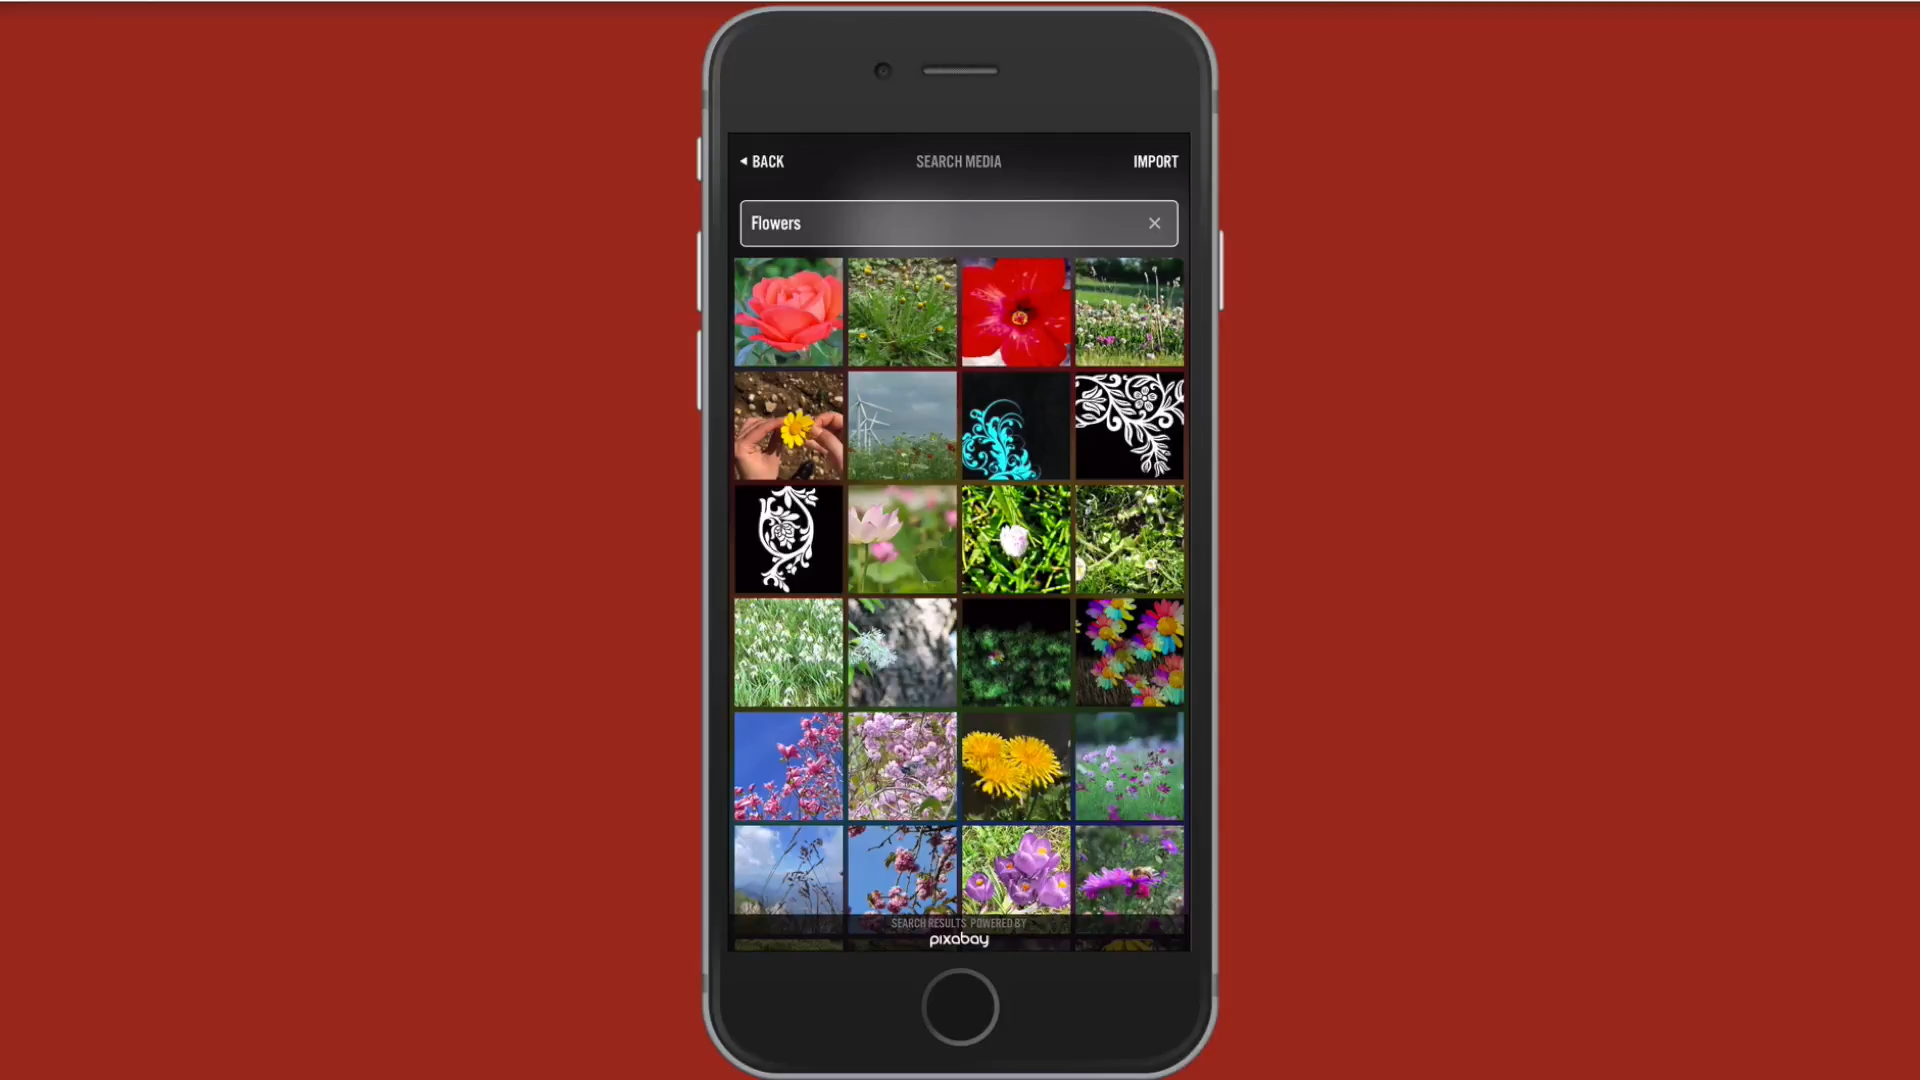 BACK
SEARCH MEDIA
IMPORT
Flowers
SEARCH RESULTS POWERED BY
pixabay